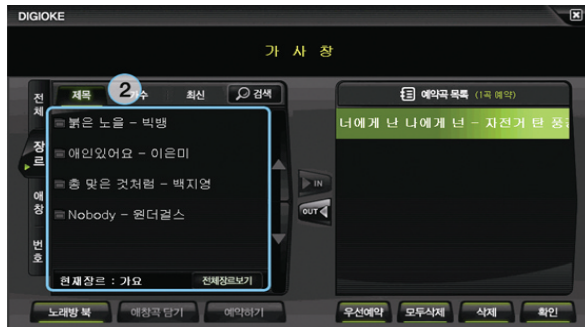 DIGIOKE
가 사 창
전체
장르
애창
번호
제목
2
가수
최신
검색
붉은 노을 - 빅뱅
애인있어요 - 이은미
총 맞은 것처럼 - 백지영
Nobody - 원더걸스
현재장르 : 가요
전체장르보기
IN
OUT
예약곡 목록 (1곡 예약)
너에게 난 나에게 넌 - 자전거 탄
노래방 북
애창곡 담기
예약하기
우선예약
모두삭제
삭제
확인